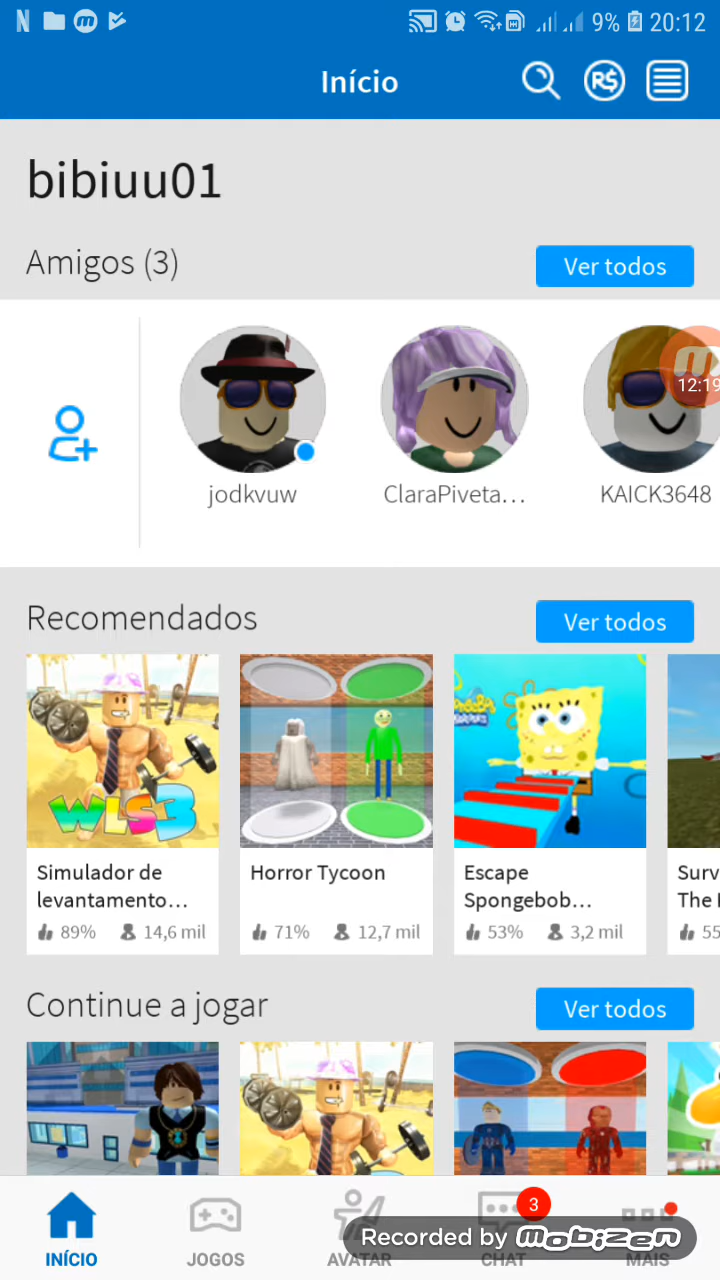 N m 9% 20:12
Início R$
bibiuu01
Amigos (3) Ver todos
m
12:19
jodkvuw ClaraPiveta... KAICK3648
Recomendados Ver todos
WLS3
Simulador de
levantamento...
89% 14,6 mil
Horror Tycoon
71% 12,7 mil
Escape
Spongebob...
53% 3,2 mil
Surv
The
55
Continue a jogar Ver todos
3
INÍCIO JOGOS AVATAR CHAT MAIS
Recorded by mobizen